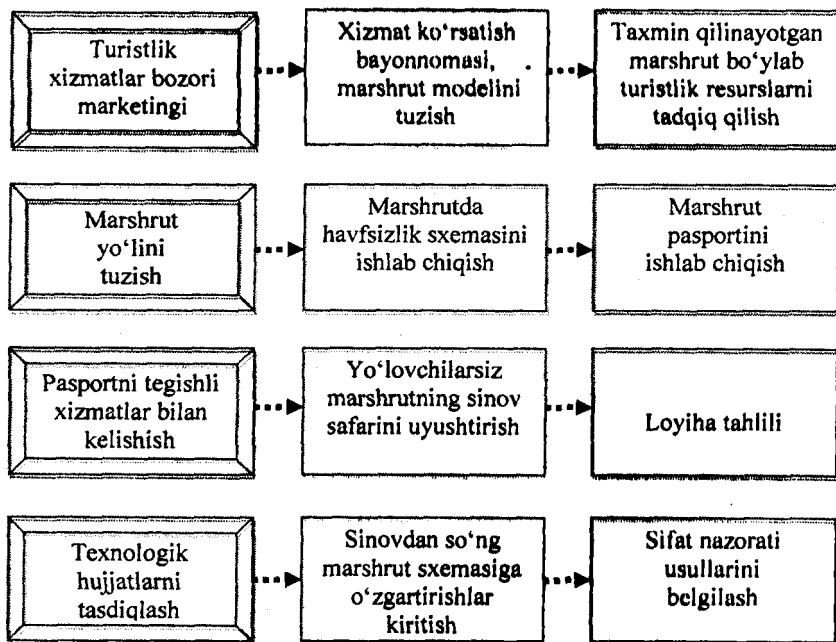 Turistlik
xizmatlar bozori
marketingi
Xizmat ko‘rsatish
bayonnomasi,
marshrut modelini
tuzish
Taxmin qilinayotgan
marshrut bo‘ylab
turistlik resurslarni
tadqiq qilish
Marshrut
yo‘lini
tuzish
Marshrutda
havfsizlik sxemasini
ishlab chiqish
Marshrut
pasportini
ishlab chiqish
Pasportni tegishli
xizmatlar bilan
kelishish
Yo‘lovchilarsiz
marshrutning sinov
safarini uyushtirish
Loyiha tahlili
Texnologik
hujjatlarni
tasdiqlash
Sinovdan so‘ng
marshrut sxemasiga
o‘zgartirishlar
kiritish
Sifat nazorati
usullarini
belgilash